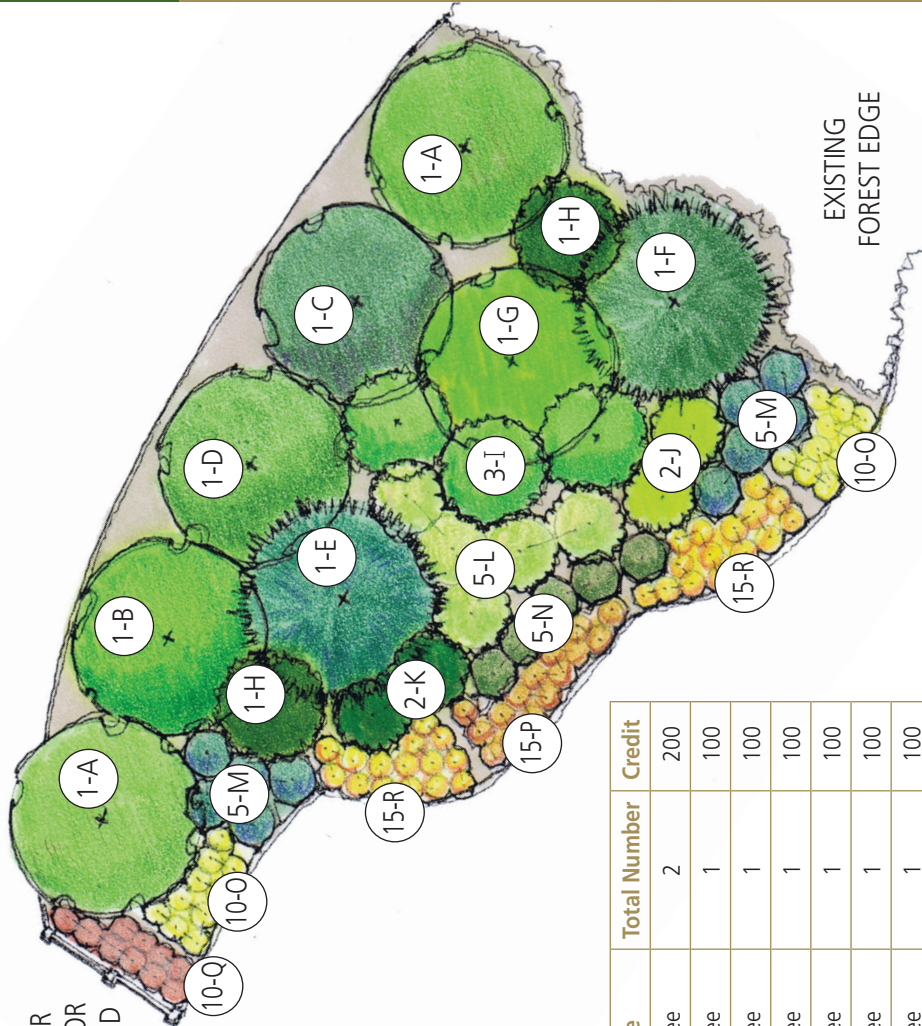 1-A
1-H
1-F
1-C
1-G
1-D
3-I
2-J
5-M
10-O
1-B
1-E
5-L
5-N
15-R
1-H
2-K
15-P
1-A
5-M
15-R
10-O
10-Q
EXISTING
FOREST EDGE
Total Number Credit
2 200
1 100
1 100
1 100
1 100
1 100
1 100